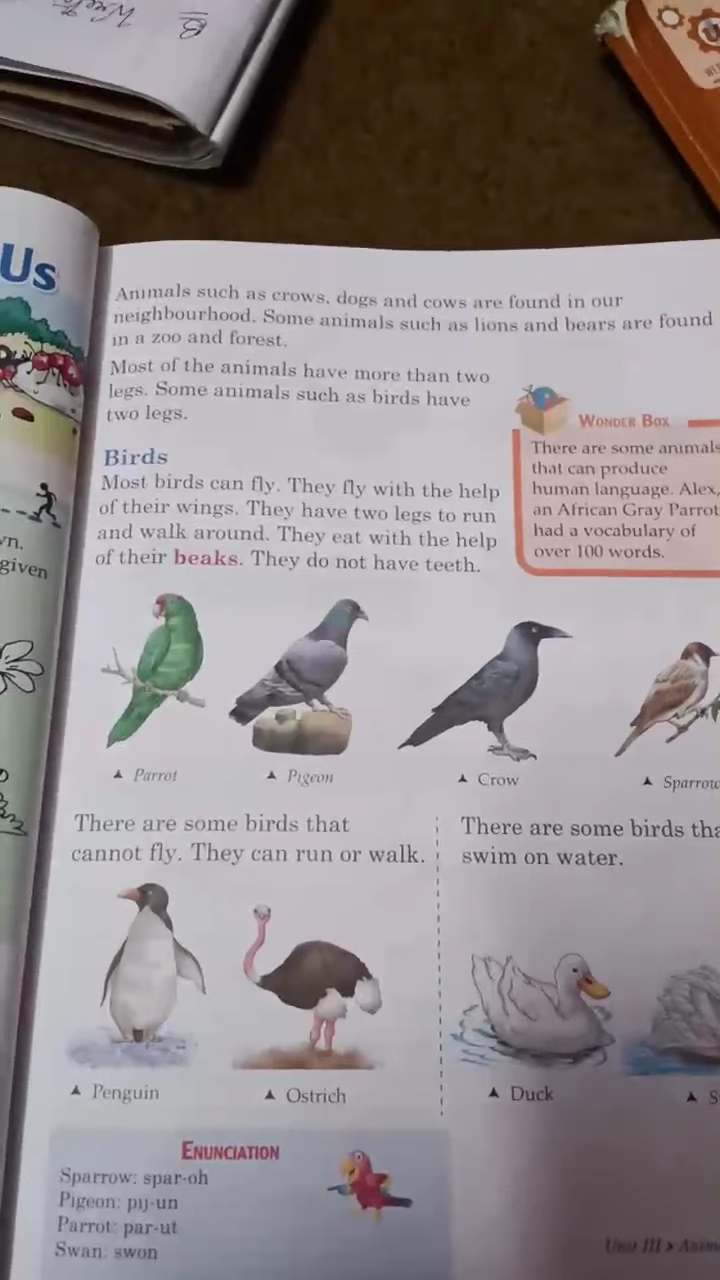 B
Week
Us
vn.
given
Animals such as crows, dogs and cows are found in our
neighbourhood. Some animals such as lions and bears are found
in a zoo and forest.
Most of the animals have more than two
legs. Some animals such as birds have
two legs.
WONDER BOX
There are some animals
that can produce
human language. Alex,
an African Gray Parrot
had a vocabulary of
over 100 words.
Birds
Most birds can fly. They fly with the help
of their wings. They have two legs to run
and walk around. They eat with the help
of their beaks. They do not have teeth.
▲ Parrot
▲ Pigeon
▲ Crow
▲ Sparrow
There are some birds that
cannot fly. They can run or walk.
▲ Penguin
▲ Ostrich
There are some birds tha
swim on water.
▲ Duck
▲ S
ENUNCIATION
Sparrow: spar-oh
Pigeon: pij-un
Parrot: par-ut
Swan: swon
Unit III > Anim